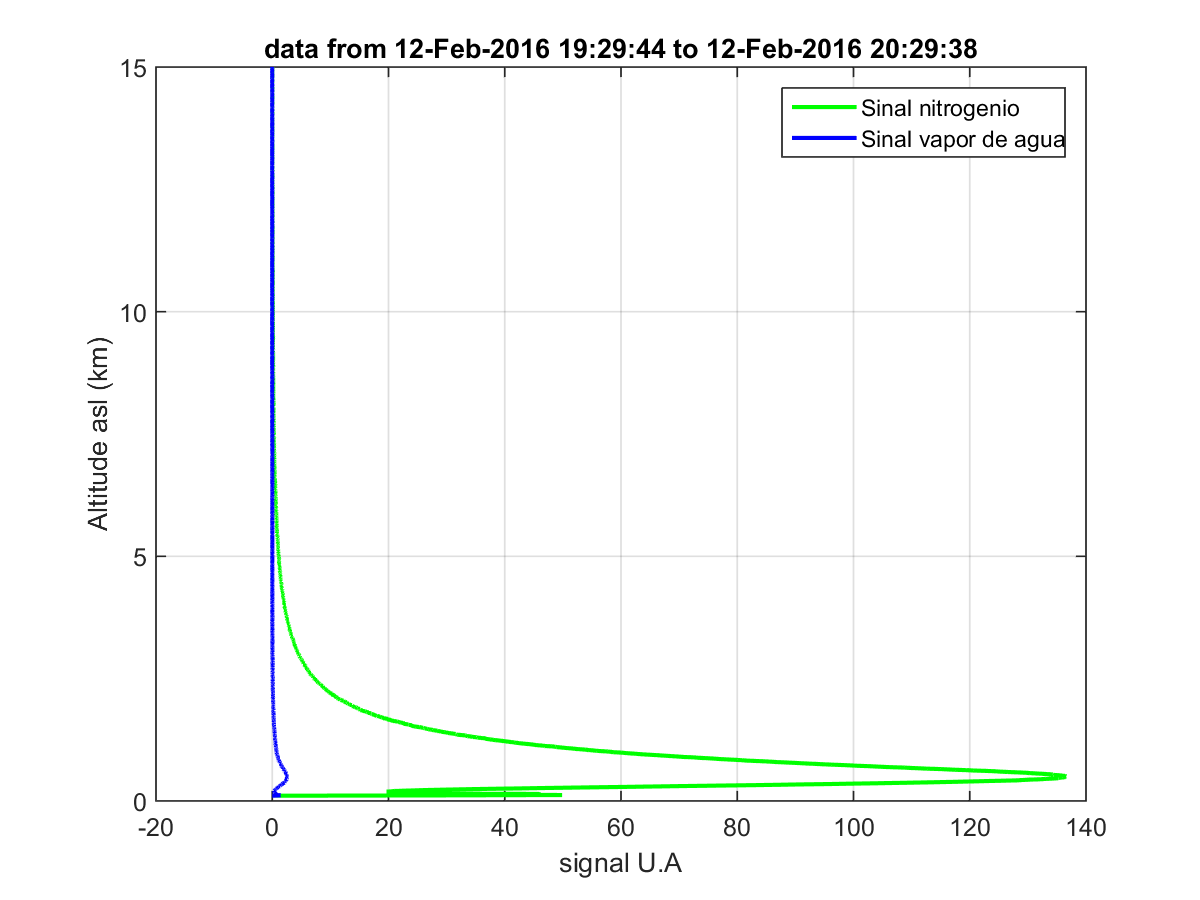 data from 12-Feb-2016 19:29:44 to 12-Feb-2016 20:29:38
Sinal nitrogenio
Sinal vapor de agua
15
10
5
0
Altitude asl (km)
-20 0 20 40 60 80 100 120 140
signal U.A